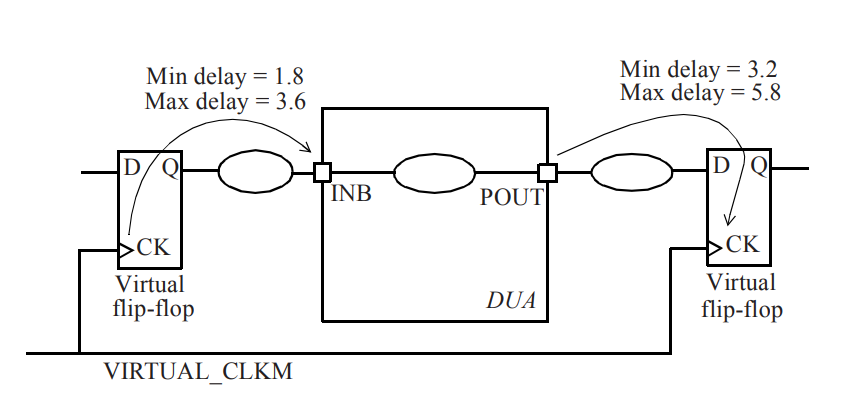 Min delay = 1.8
Max delay = 3.6
Min delay = 3.2
Max delay = 5.8
D
Q
INB
POUT
D
Q
CK
CK
Virtual
flip-flop
DUA
Virtual
flip-flop
VIRTUAL_CLKM